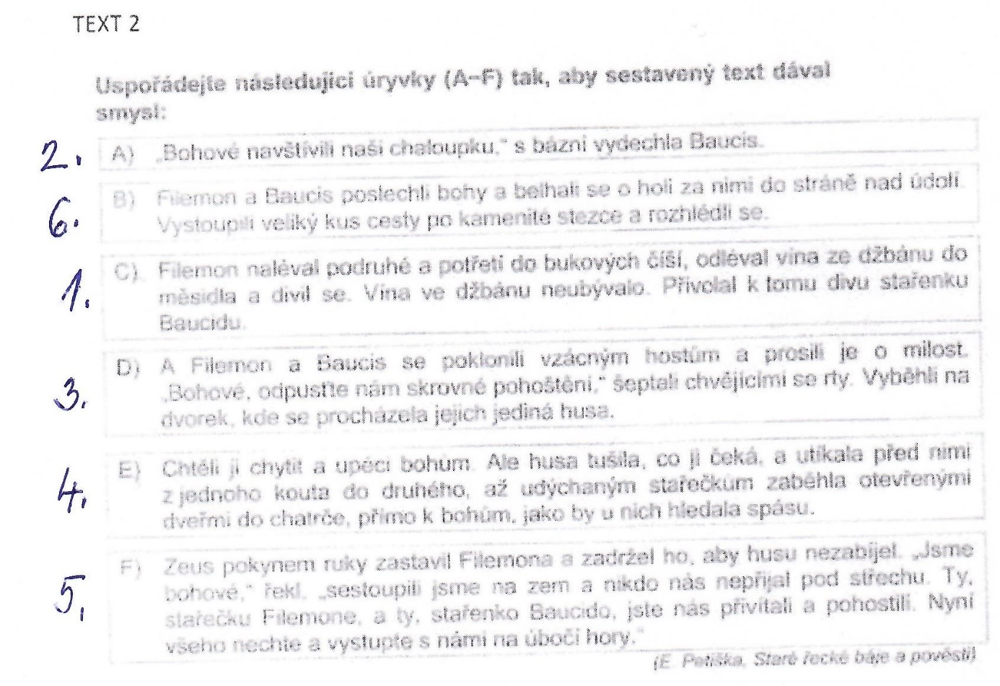 TEXT 2
Uspořádejte následující úryvky (A–F) tak, aby sestavený text dával
smysl:
2. A) „Bohové navštívili naši chaloupku,“ s bázní vydechla Baucis.
6. B) Filemon a Baucis poslechli bohy a belhali se o holi za nimi do stráně nad údolí.
Vystoupili veliký kus cesty po kamenité stezce a rozhlédli se.
1. C) Filemon naléval podruhé a potřetí do bukových číší, odléval vína ze džbánu do
měsidla a divil se. Vína ve džbánu neubývalo. Přivolal k tomu divu stařenku
Baucidu.
3. D) A Filemon a Baucis se poklonili vzácným hostům a prosili je o milost.
„Bohové, odpusťte nám skrovné pohoštění,“ šeptali chvějícími se rty. Vyběhli na
dvorek, kde se procházela jejich jediná husa.
4. E) Chtěli ji chytit a upéci bohům. Ale husa tušila, co ji čeká, a utíkala před nimi
z jednoho kouta do druhého, až udýchaným stařečkům zaběhla otevřenými
dveřmi do chatrče, přímo k bohům, jako by u nich hledala spásu.
5. F) Zeus pokynem ruky zastavil Filemona a zadržel ho, aby husu nezabíjel. „Jsme
bohové,“ řekl, „sestoupili jsme na zem a nikdo nás nepřijal pod střechu. Ty,
stařečku Filemone, a ty, stařenko Baucido, jste nás přivítali a pohostili. Nyní
všeho nechte a vystupte s námi na úbočí hory.“
(E. Petiška, Staré řecké báje a pověsti)